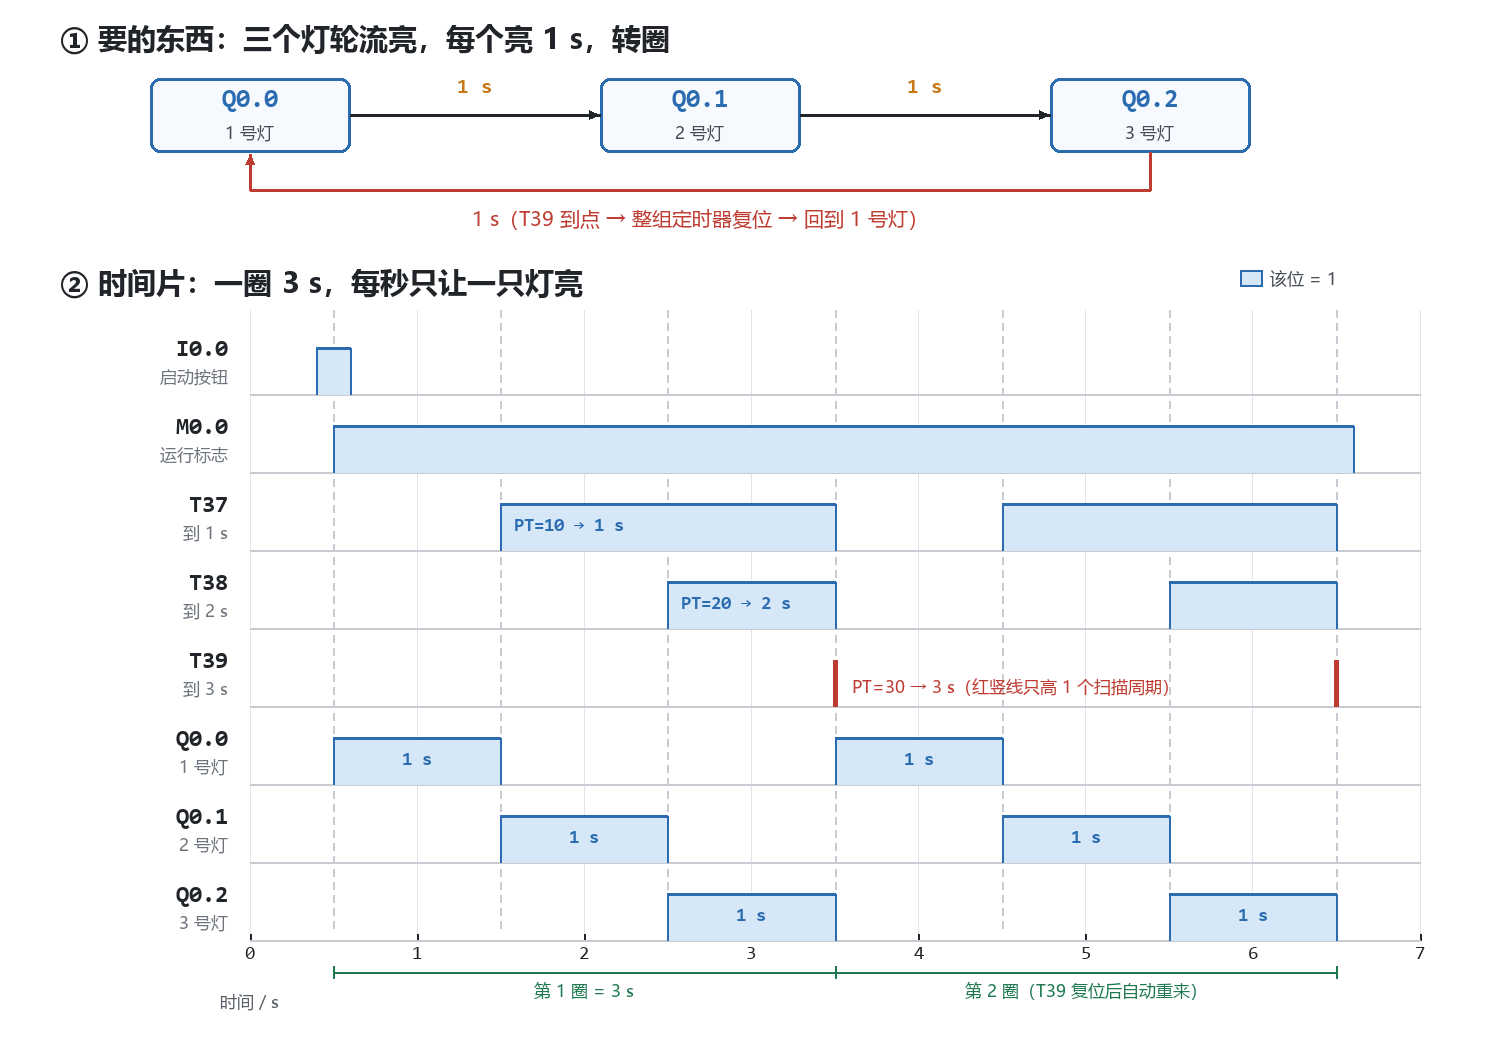 ① 要的东西：三个灯轮流亮，每个亮 1 s，转圈
Q0.0
1 号灯
1 s
Q0.1
2 号灯
1 s
Q0.2
3 号灯
1 s（T39 到点 → 整组定时器复位 → 回到 1 号灯）
② 时间片：一圈 3 s，每秒只让一只灯亮
该位 = 1
I0.0
启动按钮
M0.0
运行标志
T37
到 1 s
PT=10 → 1 s
T38
到 2 s
PT=20 → 2 s
T39
到 3 s
PT=30 → 3 s（红竖线只高 1 个扫描周期）
Q0.0
1 号灯
1 s
1 s
Q0.1
2 号灯
1 s
1 s
Q0.2
3 号灯
1 s
1 s
0 1 2 3 4 5 6 7
时间 / s
第 1 圈 = 3 s
第 2 圈（T39 复位后自动重来）